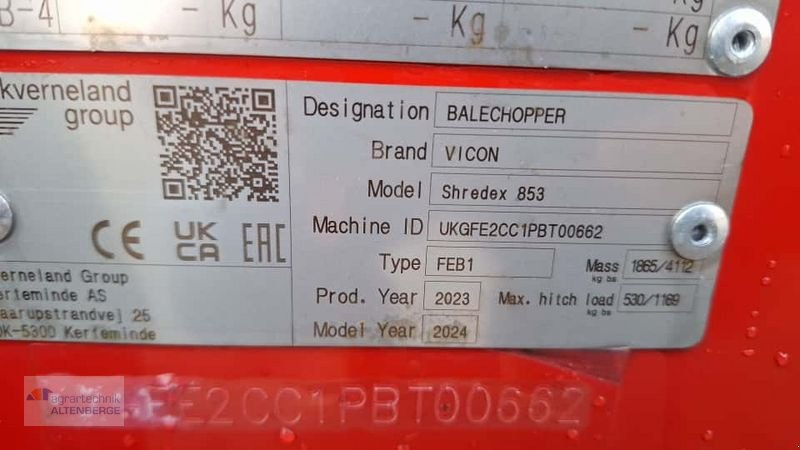 B-4 - Kg - Kg - Kg
kverneland
group
Designation BALECHOPPER
Brand VICON
Model Shredex 853
Machine ID UKGFE2CC1PBT00662
Type FEB1 Mass kg lbs 1865/4112
Prod. Year 2023 Max. hitch load kg lbs 530/1169
Model Year 2024
CE UK CA EAC
verneland Group
erteminde AS
aarupstrandvej 25
DK-5300 Kerteminde
GFE2CC1PBT00662
agrartechnik
ALTENBERGE